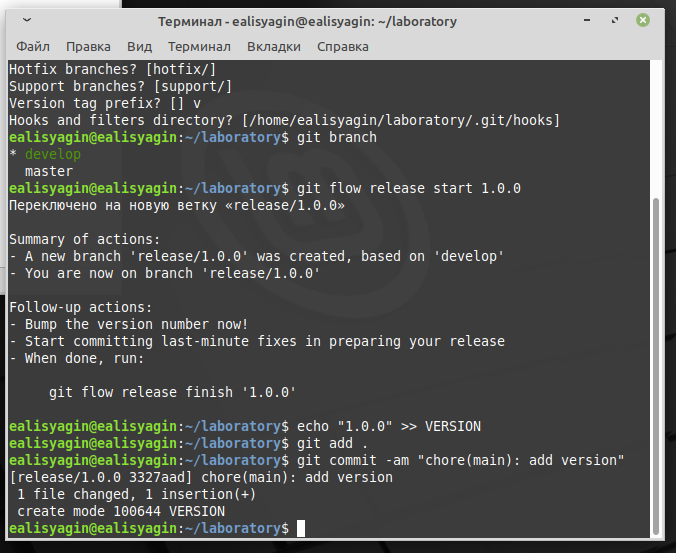 Терминал - ealisyagin@ealisyagin: ~/laboratory
Файл Правка Вид Терминал Вкладки Справка
Hotfix branches? [hotfix/]
Support branches? [support/]
Version tag prefix? [] v
Hooks and filters directory? [/home/ealisyagin/laboratory/.git/hooks]
ealisyagin@ealisyagin:~/laboratory$ git branch
* develop
  master
ealisyagin@ealisyagin:~/laboratory$ git flow release start 1.0.0
Переключено на новую ветку «release/1.0.0»
Summary of actions:
- A new branch 'release/1.0.0' was created, based on 'develop'
- You are now on branch 'release/1.0.0'
Follow-up actions:
- Bump the version number now!
- Start committing last-minute fixes in preparing your release
- When done, run:
     git flow release finish '1.0.0'
ealisyagin@ealisyagin:~/laboratory$ echo "1.0.0" >> VERSION
ealisyagin@ealisyagin:~/laboratory$ git add .
ealisyagin@ealisyagin:~/laboratory$ git commit -am "chore(main): add version"
[release/1.0.0 3327aad] chore(main): add version
 1 file changed, 1 insertion(+)
 create mode 100644 VERSION
ealisyagin@ealisyagin:~/laboratory$